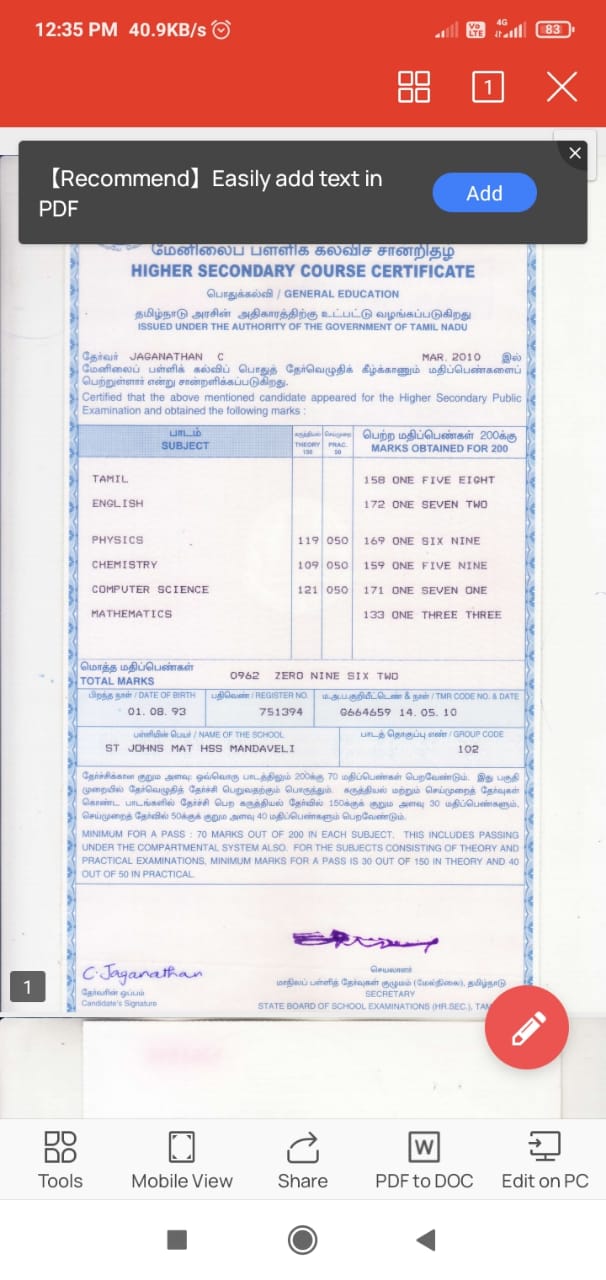 12:35 PM 40.9KB/s
VoLTE 4G 83
1
【Recommend】Easily add text in PDF
Add
மேனிலைப் பள்ளிக் கல்விச் சான்றிதழ்
HIGHER SECONDARY COURSE CERTIFICATE
பொதுக்கல்வி / GENERAL EDUCATION
தமிழ்நாடு அரசின் அதிகாரத்திற்கு உட்பட்டு வழங்கப்படுகிறது
ISSUED UNDER THE AUTHORITY OF THE GOVERNMENT OF TAMIL NADU
தேர்வர் JAGANATHAN C MAR. 2010 இல்
மேனிலைப் பள்ளிக் கல்விப் பொதுத் தேர்வெழுதிக் கீழ்க்காணும் மதிப்பெண்களைப்
பெற்றுள்ளார் என்று சான்றளிக்கப்படுகிறது.
Certified that the above mentioned candidate appeared for the Higher Secondary Public
Examination and obtained the following marks :
பாடம் கருத்தியல் செய்முறை பெற்ற மதிப்பெண்கள் 200க்கு
SUBJECT THEORY 150 PRAC. 50 MARKS OBTAINED FOR 200
TAMIL 158 ONE FIVE EIGHT
ENGLISH 172 ONE SEVEN TWO
PHYSICS 119 050 169 ONE SIX NINE
CHEMISTRY 109 050 159 ONE FIVE NINE
COMPUTER SCIENCE 121 050 171 ONE SEVEN ONE
MATHEMATICS 133 ONE THREE THREE
மொத்த மதிப்பெண்கள்
TOTAL MARKS 0962 ZERO NINE SIX TWO
பிறந்த நாள் / DATE OF BIRTH பதிவெண் / REGISTER NO. ம.அ.ப.குறியீட்டெண் & நாள் / TMR CODE NO. & DATE
01. 08. 93 751394 G664659 14. 05. 10
பள்ளியின் பெயர் / NAME OF THE SCHOOL பாடத் தொகுப்பு எண் / GROUP CODE
ST JOHNS MAT HSS MANDAVELI 102
தேர்ச்சிக்கான குறும அளவு: ஒவ்வொரு பாடத்திலும் 200க்கு 70 மதிப்பெண்கள் பெறவேண்டும். இது பகுதி
முறையில் தேர்வெழுதித் தேர்ச்சி பெறுவதற்கும் பொருந்தும். கருத்தியல் மற்றும் செய்முறைத் தேர்வுகள்
கொண்ட பாடங்களில் தேர்ச்சி பெற கருத்தியல் தேர்வில் 150க்குக் குறும அளவு 30 மதிப்பெண்களும்,
செய்முறைத் தேர்வில் 50க்குக் குறும அளவு 40 மதிப்பெண்களும் பெறவேண்டும்.
MINIMUM FOR A PASS : 70 MARKS OUT OF 200 IN EACH SUBJECT. THIS INCLUDES PASSING
UNDER THE COMPARTMENTAL SYSTEM ALSO. FOR THE SUBJECTS CONSISTING OF THEORY AND
PRACTICAL EXAMINATIONS, MINIMUM MARKS FOR A PASS IS 30 OUT OF 150 IN THEORY AND 40
OUT OF 50 IN PRACTICAL.
C. Jaganathan
தேர்வரின் ஒப்பம்
Candidate's Signature
செயலாளர்
மாநிலப் பள்ளித் தேர்வுகள் குழுமம் (மேல்நிலை), தமிழ்நாடு
SECRETARY
STATE BOARD OF SCHOOL EXAMINATIONS (HR.SEC.), TAM
1
Tools Mobile View Share PDF to DOC Edit on PC